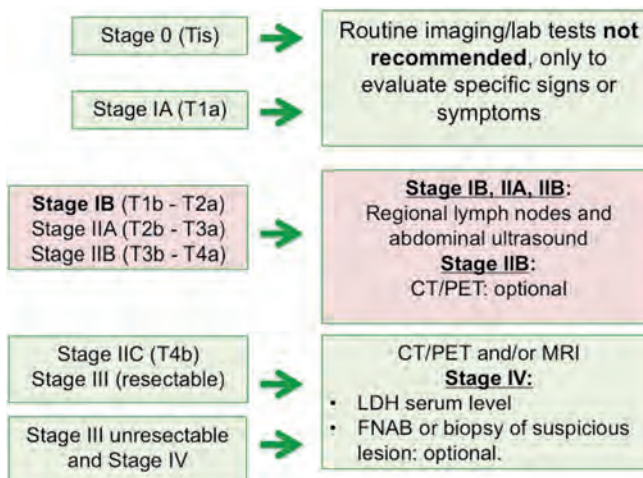 Stage 0 (Tis)
Routine imaging/lab tests not
recommended, only to
evaluate specific signs or
symptoms
Stage IA (T1a)
Stage IB (T1b - T2a)
Stage IIA (T2b - T3a)
Stage IIB (T3b - T4a)
Stage IB, IIA, IIB:
Regional lymph nodes and
abdominal ultrasound
Stage IIB:
CT/PET: optional
Stage IIC (T4b)
Stage III (resectable)
Stage III unresectable
and Stage IV
CT/PET and/or MRI
Stage IV:
• LDH serum level
• FNAB or biopsy of suspicious
lesion: optional.